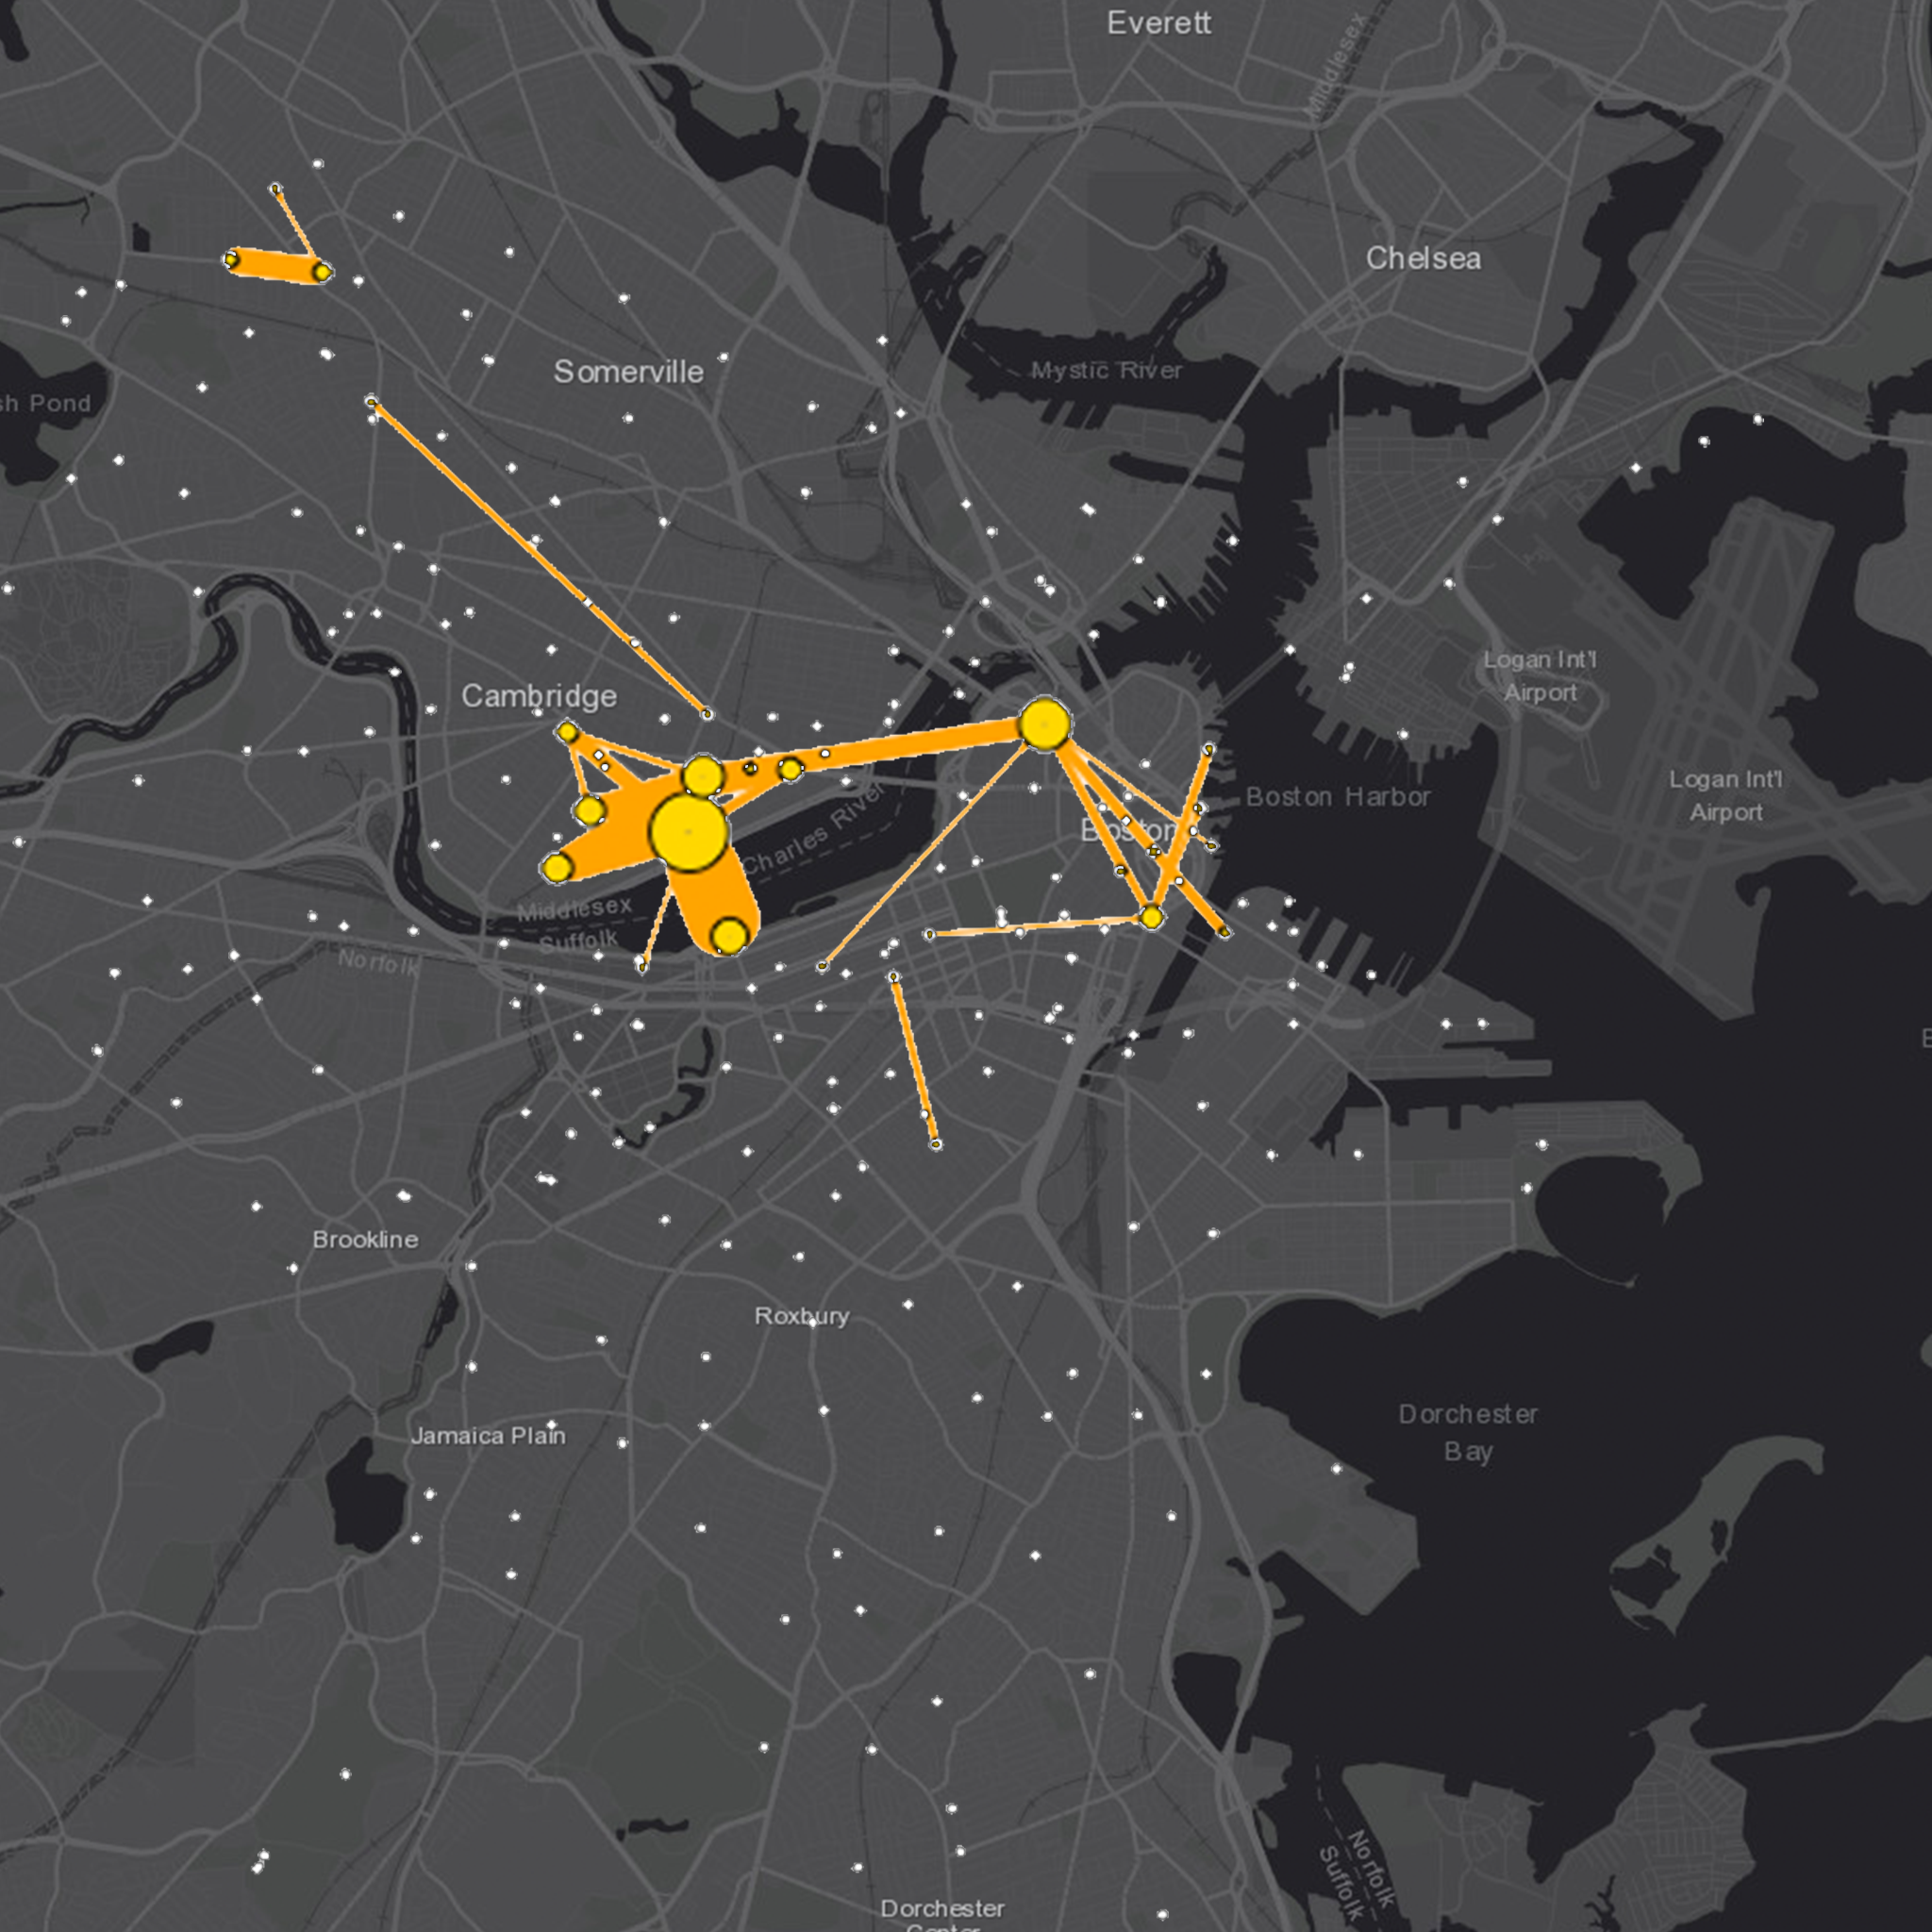 Everett
Middlesex
Chelsea
Somerville
Mystic River
sh Pond
Logan Int'l
Airport
Cambridge
Logan Int'l
Airport
Boston Harbor
Boston
Charles River
Middlesex
Suffolk
Norfolk
Brookline
Roxbury
Dorchester
Bay
Jamaica Plain
Norfolk
Suffolk
Dorchester